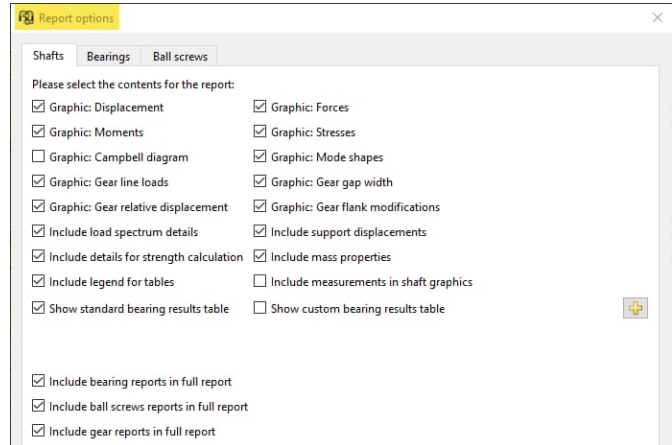 Report options
Shafts Bearings Ball screws
Please select the contents for the report:
Graphic: Displacement Graphic: Forces
Graphic: Moments Graphic: Stresses
Graphic: Campbell diagram Graphic: Mode shapes
Graphic: Gear line loads Graphic: Gear gap width
Graphic: Gear relative displacement Graphic: Gear flank modifications
Include load spectrum details Include support displacements
Include details for strength calculation Include mass properties
Include legend for tables Include measurements in shaft graphics
Show standard bearing results table Show custom bearing results table
Include bearing reports in full report
Include ball screws reports in full report
Include gear reports in full report